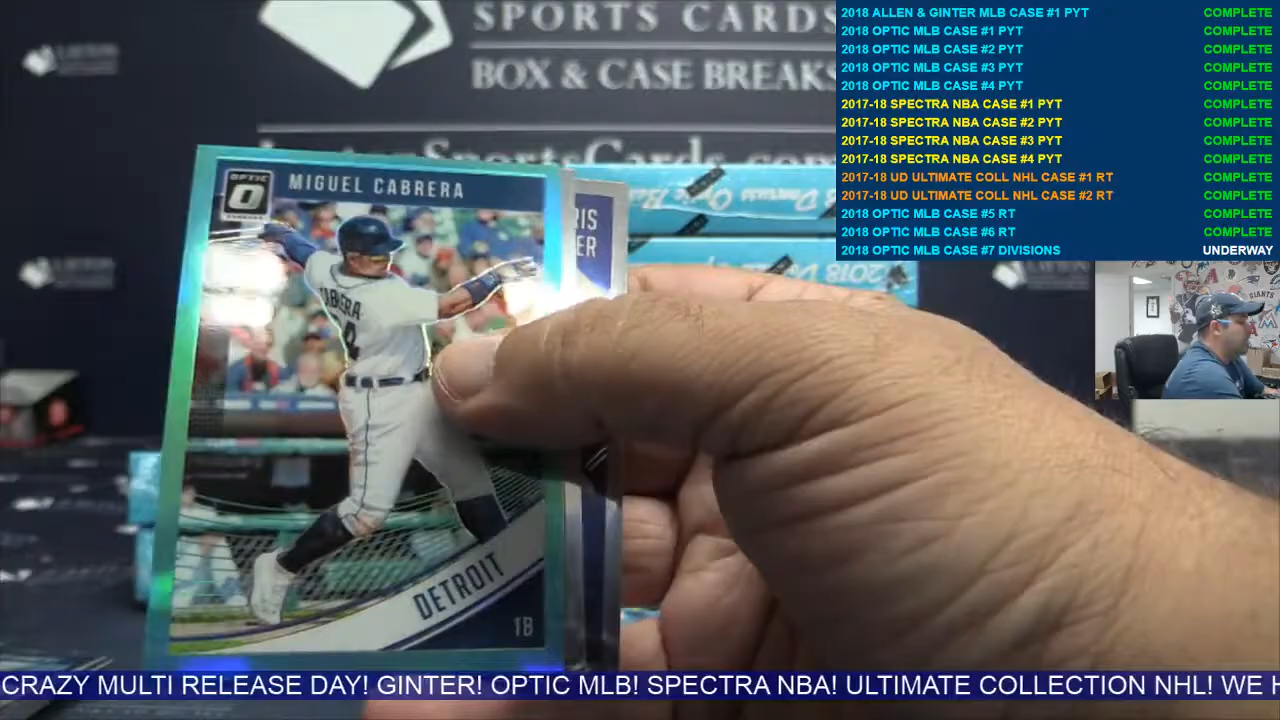 SPORTS CARDS
BOX & CASE BREAKS
SportsCards.com
OPTIC
MIGUEL CABRERA
DETROIT
1B
2018
GIANTS
2018 ALLEN & GINTER MLB CASE #1 PYT COMPLETE
2018 OPTIC MLB CASE #1 PYT COMPLETE
2018 OPTIC MLB CASE #2 PYT COMPLETE
2018 OPTIC MLB CASE #3 PYT COMPLETE
2018 OPTIC MLB CASE #4 PYT COMPLETE
2017-18 SPECTRA NBA CASE #1 PYT COMPLETE
2017-18 SPECTRA NBA CASE #2 PYT COMPLETE
2017-18 SPECTRA NBA CASE #3 PYT COMPLETE
2017-18 SPECTRA NBA CASE #4 PYT COMPLETE
2017-18 UD ULTIMATE COLL NHL CASE #1 RT COMPLETE
2017-18 UD ULTIMATE COLL NHL CASE #2 RT COMPLETE
2018 OPTIC MLB CASE #5 RT COMPLETE
2018 OPTIC MLB CASE #6 RT COMPLETE
2018 OPTIC MLB CASE #7 DIVISIONS UNDERWAY
CRAZY MULTI RELEASE DAY! GINTER! OPTIC MLB! SPECTRA NBA! ULTIMATE COLLECTION NHL! WE H